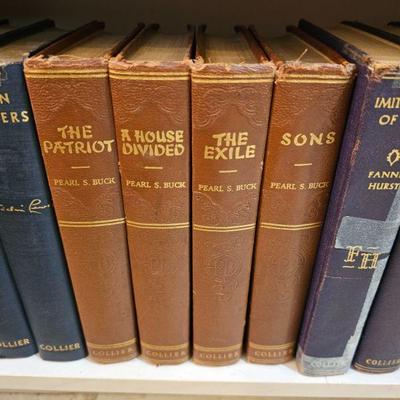 N
ERS
COLLIER
THE
PATRIOT
PEARL S. BUCK
COLLIER
A HOUSE
DIVIDED
PEARL S. BUCK
COLLIER
THE
EXILE
PEARL S. BUCK
COLLIER
SONS
PEARL S. BUCK
COLLIER
IMIT
OF
FANNI
HURST
FH
COLLIER